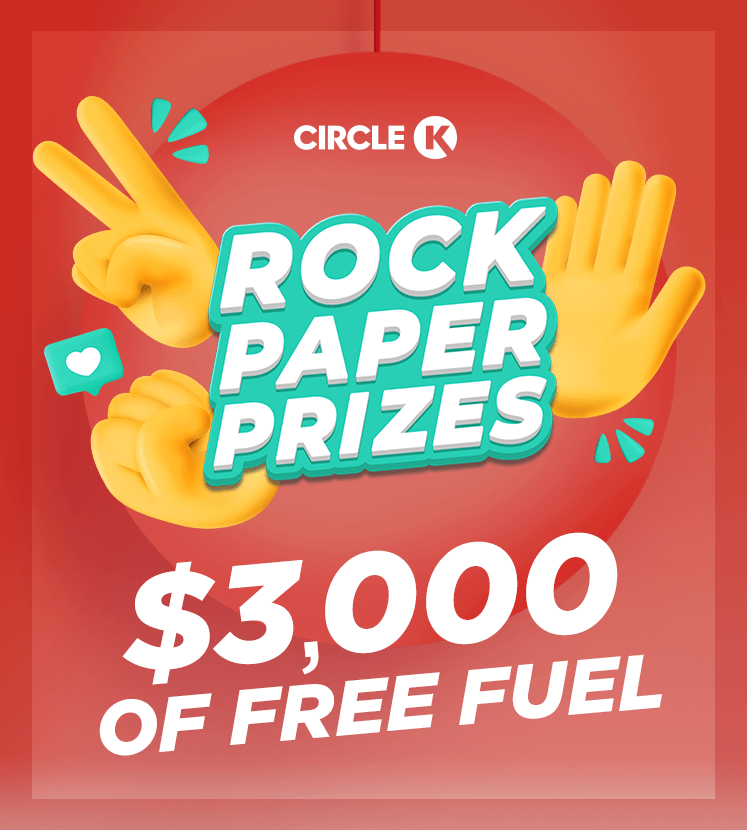 CIRCLE K
ROCK
PAPER
PRIZES
$3,000
OF FREE FUEL